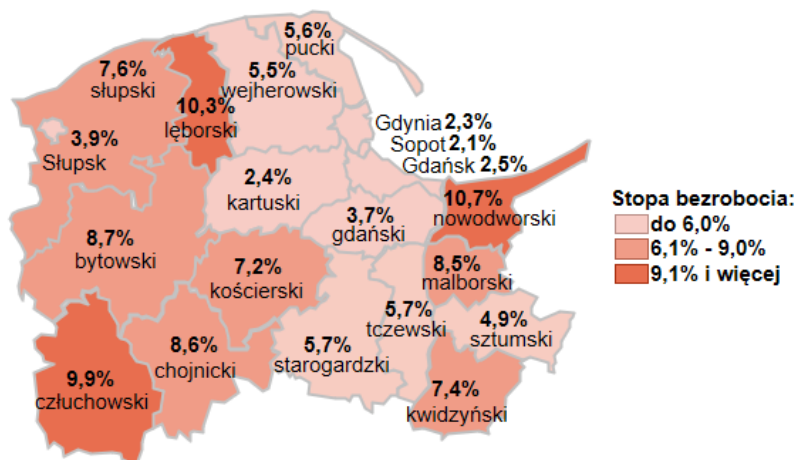 5,6%
pucki
7,6%
słupski
5,5%
wejherowski
10,3%
lęborski
3,9%
Słupsk
Gdynia 2,3%
Sopot 2,1%
Gdańsk 2,5%
2,4%
kartuski
10,7%
nowodworski
3,7%
gdański
8,7%
bytowski
7,2%
kościerski
8,5%
malborski
5,7%
tczewski
4,9%
sztumski
8,6%
chojnicki
5,7%
starogardzki
9,9%
człuchowski
7,4%
kwidzyński
Stopa bezrobocia:
do 6,0%
6,1% - 9,0%
9,1% i więcej